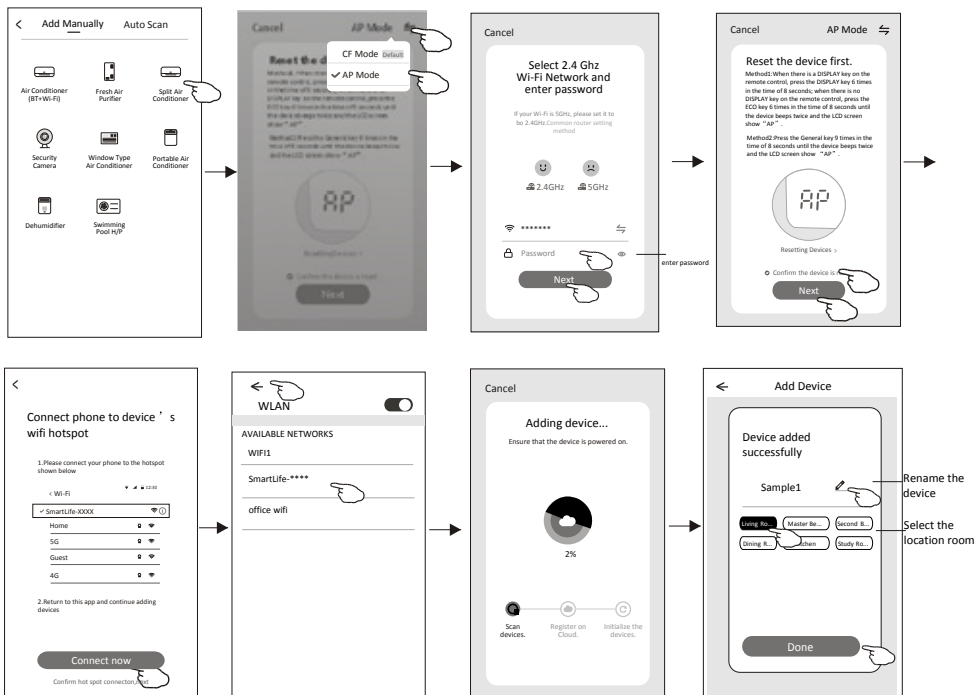 Add Manually
Auto Scan
Air Conditioner
(BT+Wi-Fi)
Fresh Air
Purifier
Split Air
Conditioner
Security
Camera
Window Type
Air Conditioner
Portable Air
Conditioner
Dehumidifier
Swimming
Pool H/P
Cancel
AP Mode
CF Mode Default
AP Mode
Reset the d
AP
Resetting Devices >
Confirm the device is reset
Next
Cancel
Select 2.4 Ghz
Wi-Fi Network and
enter password
If your Wi-Fi is 5GHz, please set it to
be 2.4GHz.Common router setting
method
2.4GHz
5GHz
*******
Password
enter password
Next
Cancel
AP Mode
Reset the device first.
Method1:When there is a DISPLAY key on the
remote control, press the DISPLAY key 6 times
in the time of 8 seconds; when there is no
DISPLAY key on the remote control, press the
ECO key 6 times in the time of 8 seconds until
the device beeps twice and the LCD screen
show “AP”.
Method2:Press the General key 9 times in the
time of 8 seconds until the device beeps twice
and the LCD screen show “AP”.
AP
Resetting Devices >
Confirm the device is
Next
Connect phone to device’s
wifi hotspot
1.Please connect your phone to the hotspot
shown below
12:30
< Wi-Fi
SmartLife-XXXX
Home
5G
Guest
4G
2.Return to this app and continue adding
devices
Connect now
Confirm hot spot connecton,next
WLAN
AVAILABLE NETWORKS
WIFI1
SmartLife-****
office wifi
Cancel
Adding device...
Ensure that the device is powered on.
2%
Scan
devices.
Register on
Cloud.
Initialize the
devices.
Add Device
Device added
successfully
Sample1
Rename the
device
Living Ro...
Master Be...
Second B...
Dining R...
tchen
Study Ro...
Select the
location room
Done